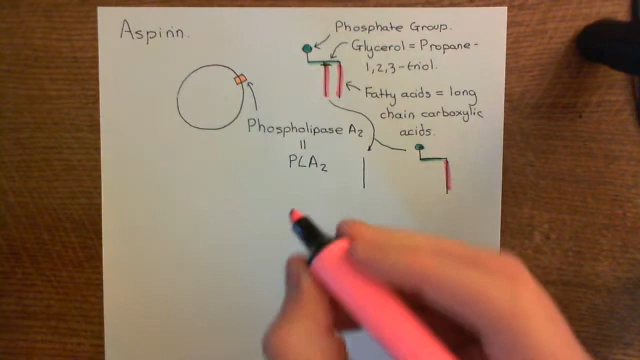 Aspirin.
Phosphate Group.
Glycerol = Propane-
1,2,3-triol.
Fatty acids = long
chain carboxylic
acids.
Phospholipase A2
=
PLA2